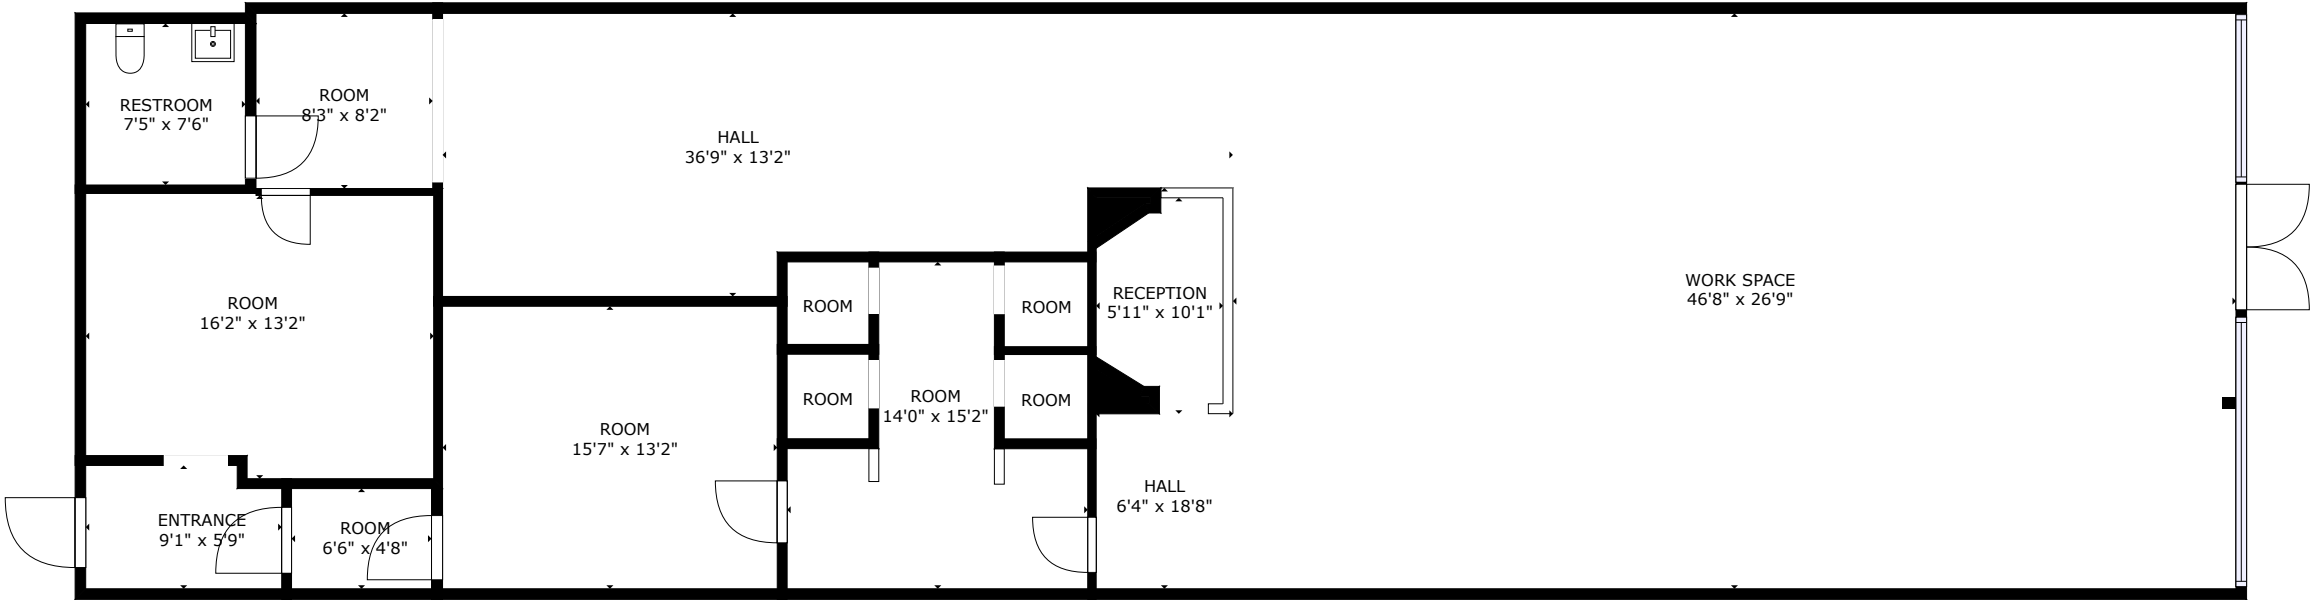 RESTROOM
7'5" x 7'6"
ROOM
8'3" x 8'2"
HALL
36'9" x 13'2"
ROOM
16'2" x 13'2"
ROOM
ROOM
RECEPTION
5'11" x 10'1"
WORK SPACE
46'8" x 26'9"
ROOM
15'7" x 13'2"
ROOM
ROOM
14'0" x 15'2"
ROOM
HALL
6'4" x 18'8"
ENTRANCE
9'1" x 5'9"
ROOM
6'6" x 4'8"